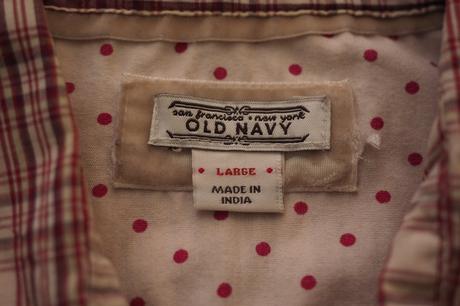 san francisco • new york
OLD NAVY
• LARGE •
MADE IN
INDIA